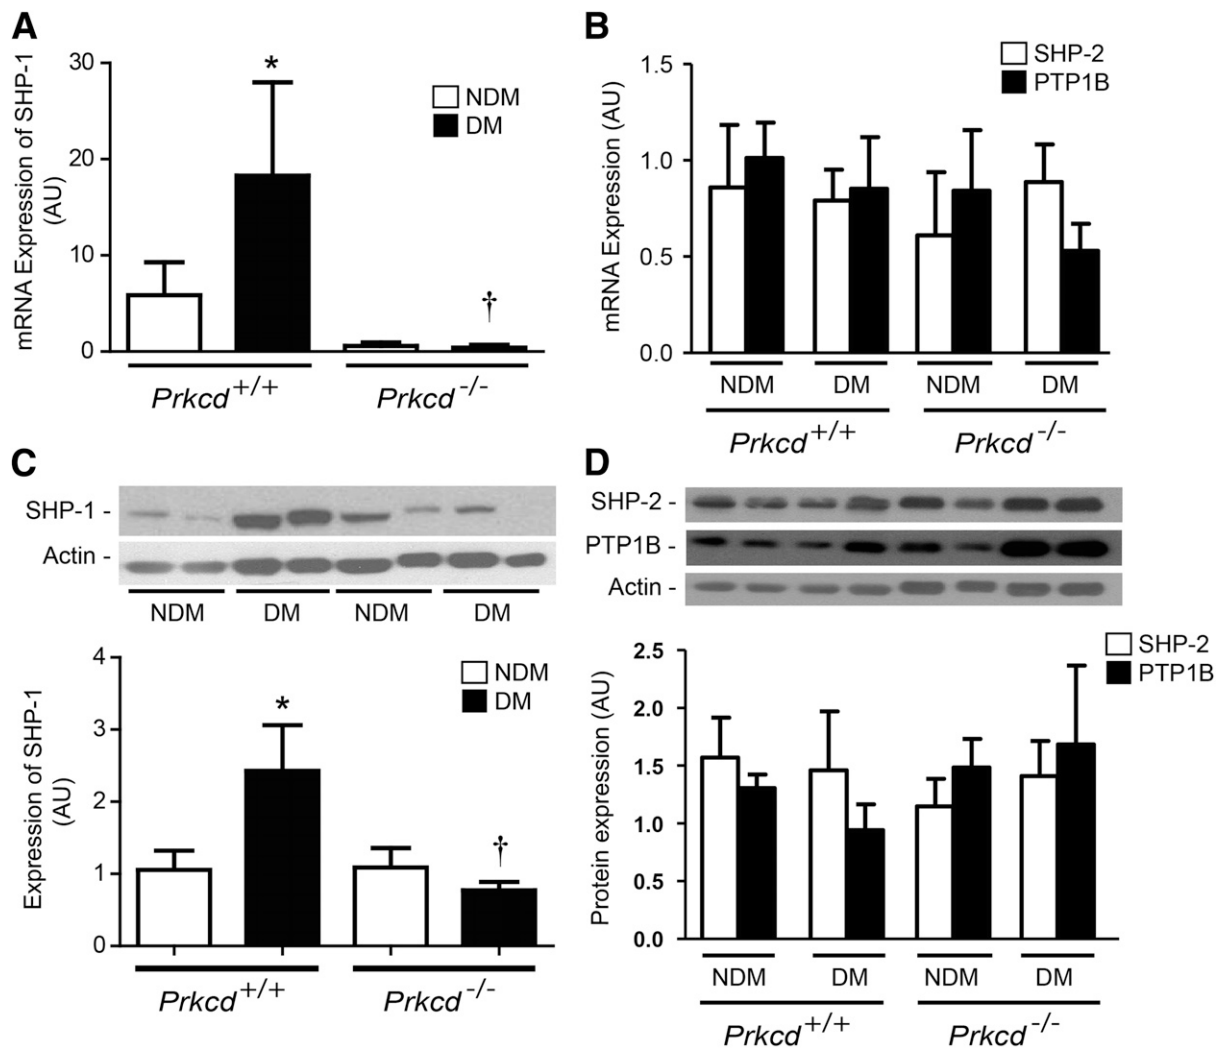 A
mRNA Expression of SHP-1
(AU)
30
20
10
0
*
†
NDM
DM
Prkcd+/+
Prkcd-/-
B
mRNA Expression (AU)
1.5
1.0
0.5
0.0
SHP-2
PTP1B
NDM DM NDM DM
Prkcd+/+
Prkcd-/-
C
SHP-1 -
Actin -
NDM DM NDM DM
Expression of SHP-1
(AU)
4
3
2
1
0
*
†
NDM
DM
Prkcd+/+
Prkcd-/-
D
SHP-2 -
PTP1B -
Actin -
Protein expression (AU)
2.5
2.0
1.5
1.0
0.5
0.0
SHP-2
PTP1B
NDM DM NDM DM
Prkcd+/+
Prkcd-/-